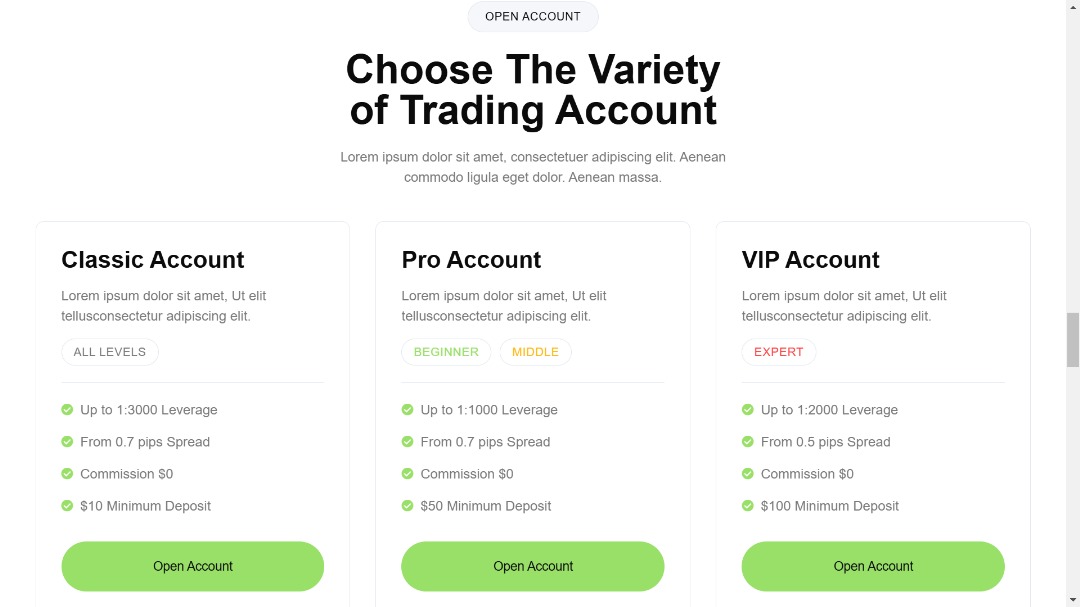 OPEN ACCOUNT
Choose The Variety
of Trading Account
Lorem ipsum dolor sit amet, consectetuer adipiscing elit. Aenean
commodo ligula eget dolor. Aenean massa.
Classic Account
Lorem ipsum dolor sit amet, Ut elit
tellusconsectetur adipiscing elit.
ALL LEVELS
Up to 1:3000 Leverage
From 0.7 pips Spread
Commission $0
$10 Minimum Deposit
Open Account
Pro Account
Lorem ipsum dolor sit amet, Ut elit
tellusconsectetur adipiscing elit.
BEGINNER MIDDLE
Up to 1:1000 Leverage
From 0.7 pips Spread
Commission $0
$50 Minimum Deposit
Open Account
VIP Account
Lorem ipsum dolor sit amet, Ut elit
tellusconsectetur adipiscing elit.
EXPERT
Up to 1:2000 Leverage
From 0.5 pips Spread
Commission $0
$100 Minimum Deposit
Open Account